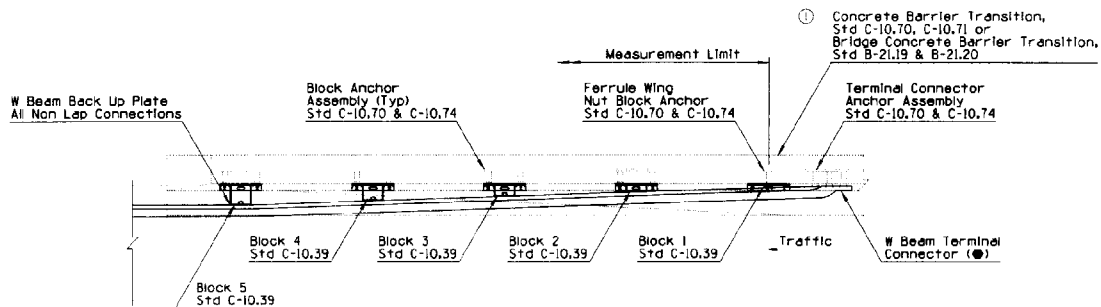 ① Concrete Barrier Transition,
Std C-10.70, C-10.71 or
Bridge Concrete Barrier Transition,
Std B-21.19 & B-21.20
Measurement Limit
W Beam Back Up Plate
All Non Lap Connections
Block Anchor
Assembly (Typ)
Std C-10.70 & C-10.74
Ferrule Wing
Nut Block Anchor
Std C-10.70 & C-10.74
Terminal Connector
Anchor Assembly
Std C-10.70 & C-10.74
Block 5
Std C-10.39
Block 4
Std C-10.39
Block 3
Std C-10.39
Block 2
Std C-10.39
Block 1
Std C-10.39
Traffic
W Beam Terminal
Connector (⬣)